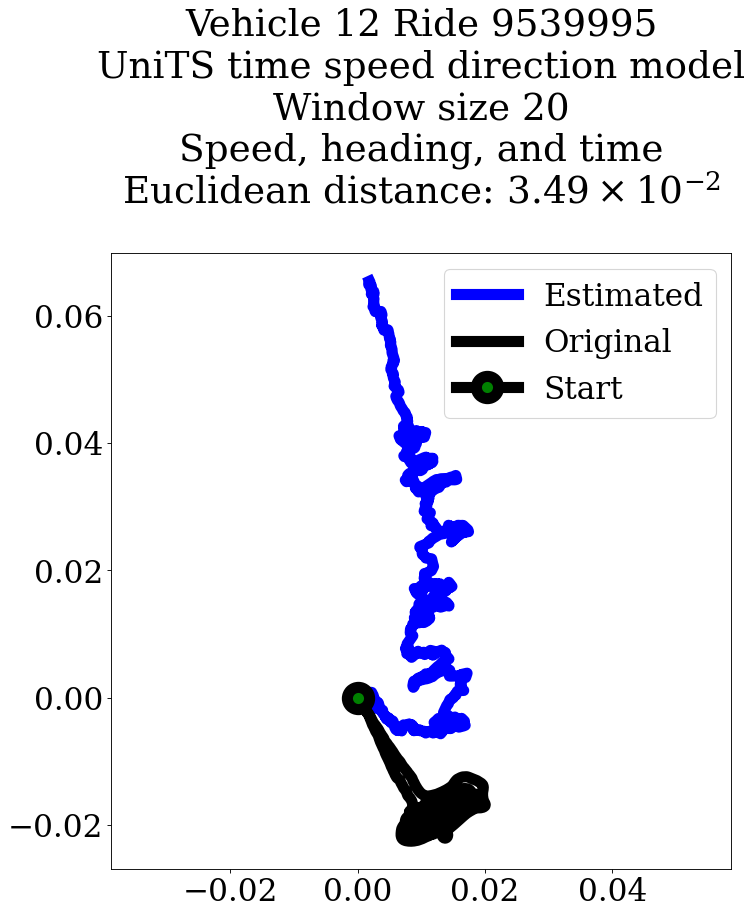 Vehicle 12 Ride 9539995
UniTS time speed direction model
Window size 20
Speed, heading, and time
Euclidean distance: 3.49 × 10⁻²
Estimated
Original
Start
0.06
0.04
0.02
0.00
−0.02
−0.02 0.00 0.02 0.04